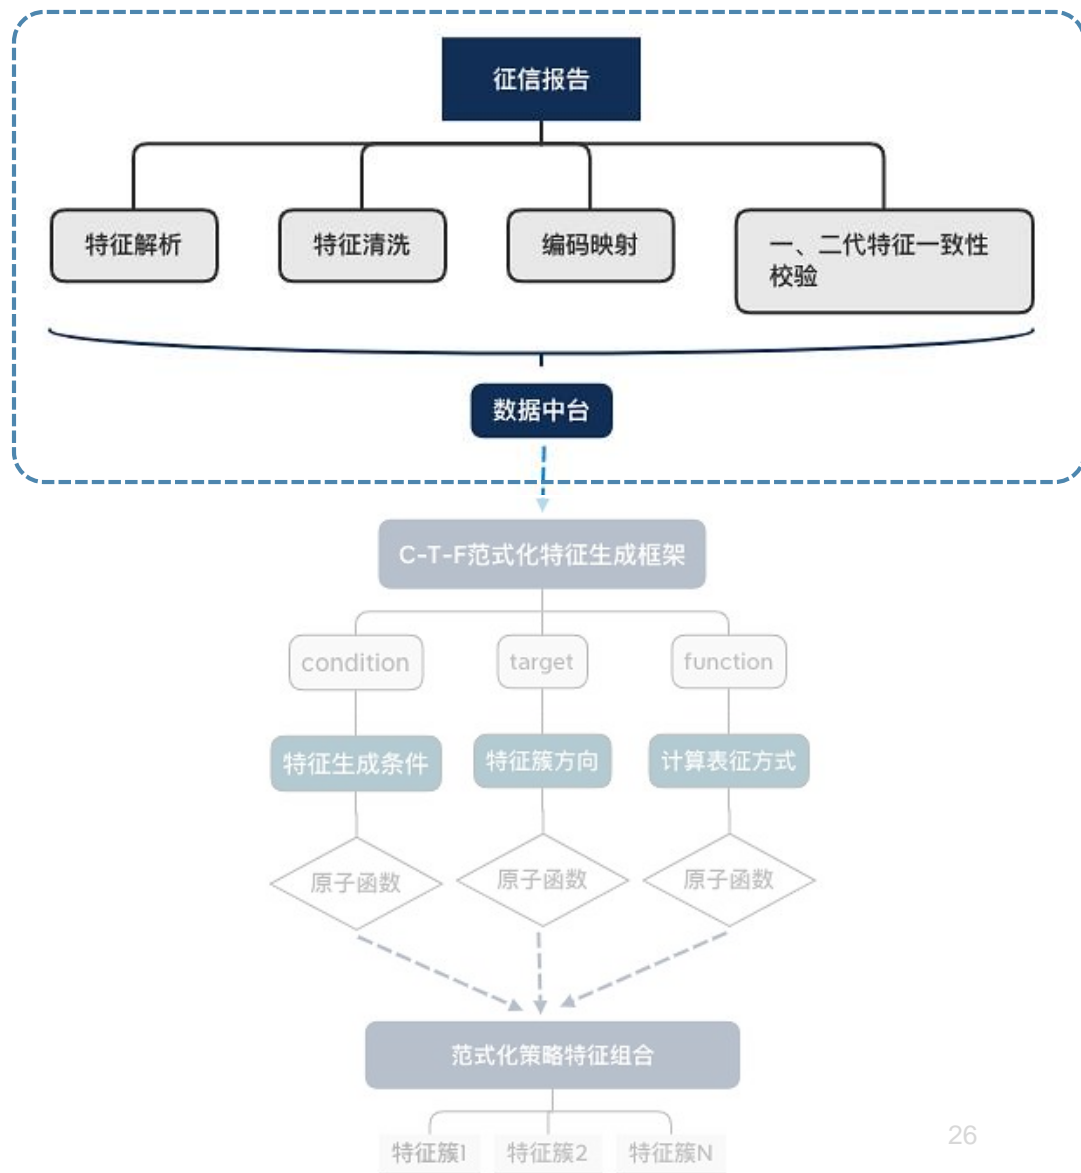 征信报告
特征解析
特征清洗
编码映射
一、二代特征一致性
校验
数据中台
C-T-F范式化特征生成框架
condition
target
function
特征生成条件
特征簇方向
计算表征方式
原子函数
原子函数
原子函数
范式化策略特征组合
特征簇1
特征簇2
特征簇N
26